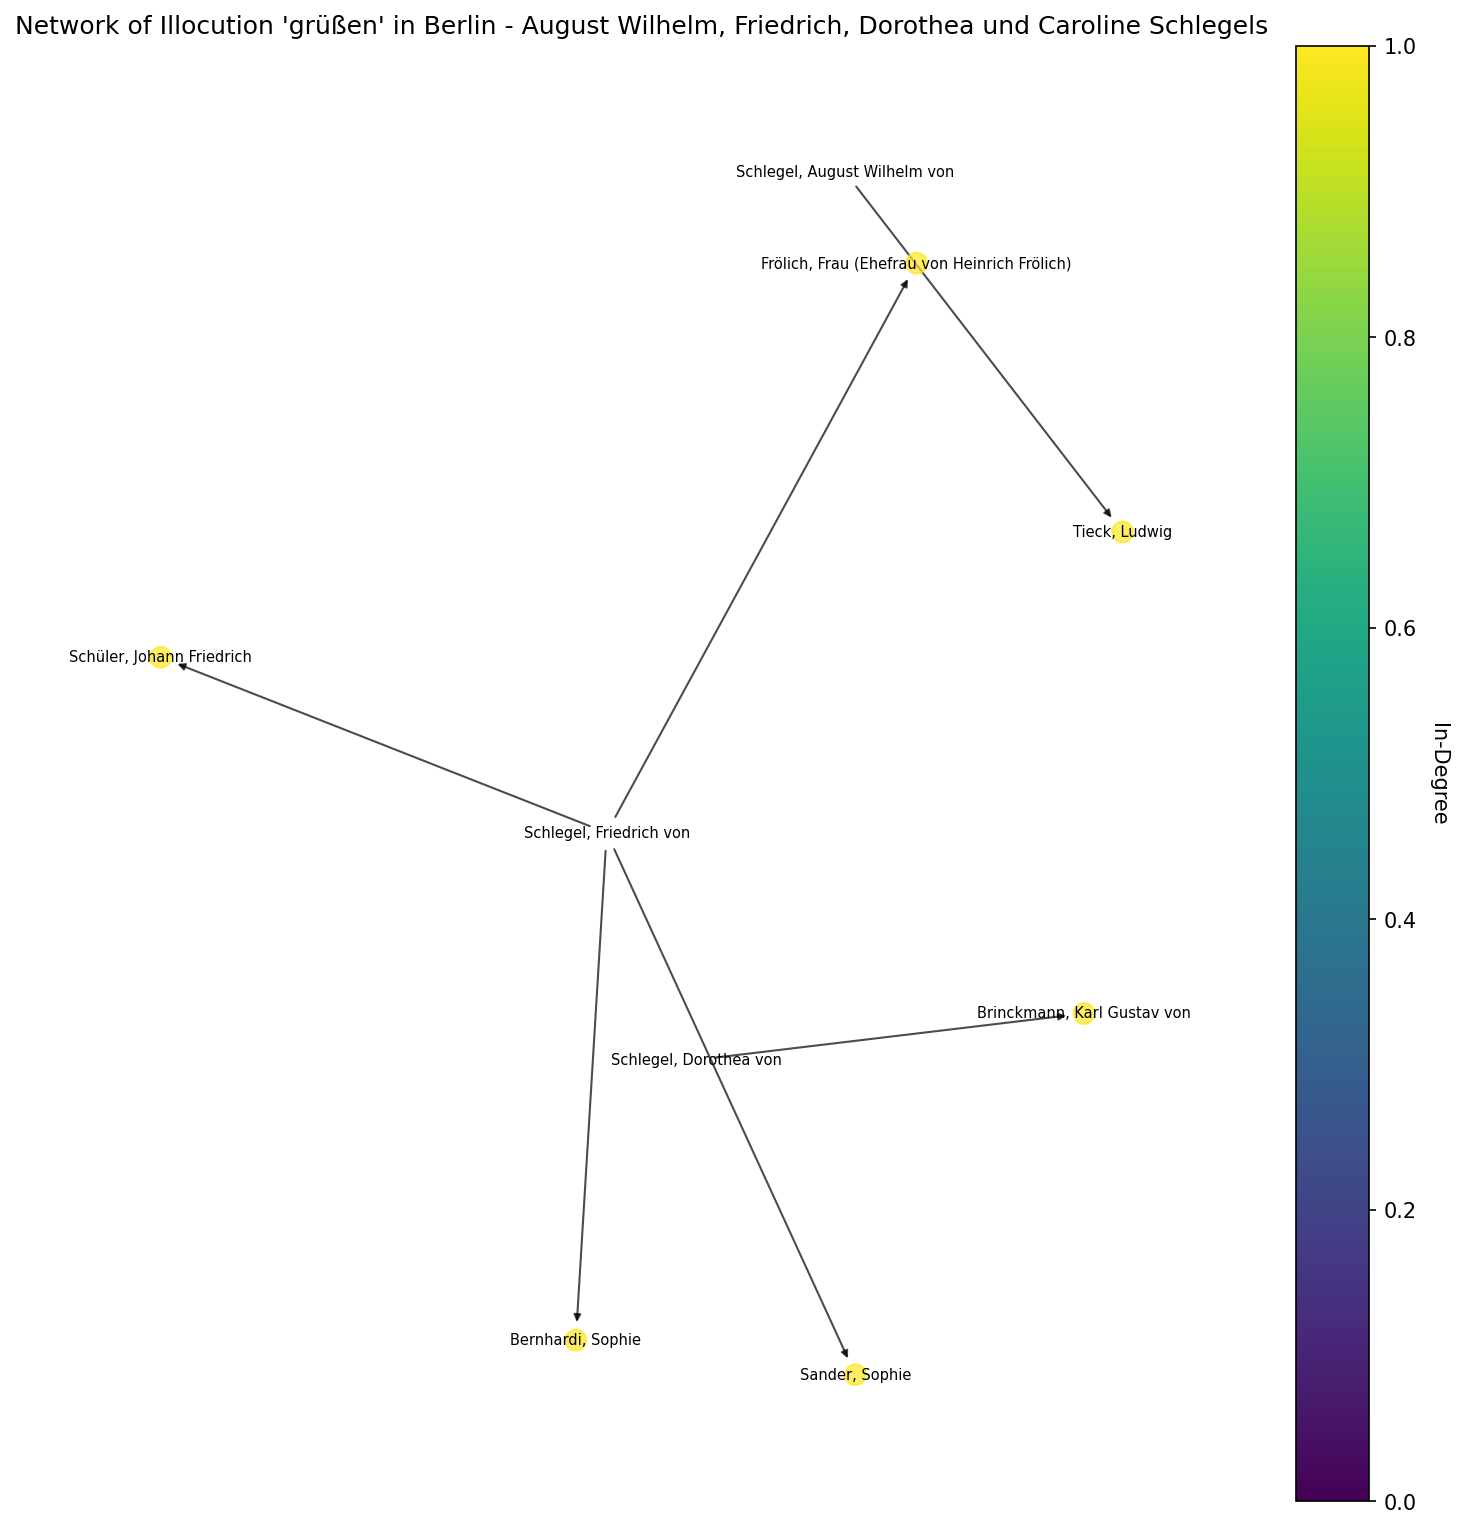 Network of Illocution 'grüßen' in Berlin - August Wilhelm, Friedrich, Dorothea und Caroline Schlegels
1.0
Schlegel, August Wilhelm von
Frölich, Frau (Ehefrau von Heinrich Frölich)
0.8
Tieck, Ludwig
0.6
Schüler, Johann Friedrich
In-Degree
Schlegel, Friedrich von
0.4
Brinckmann, Karl Gustav von
Schlegel, Dorothea von
0.2
Bernhardi, Sophie
Sander, Sophie
0.0